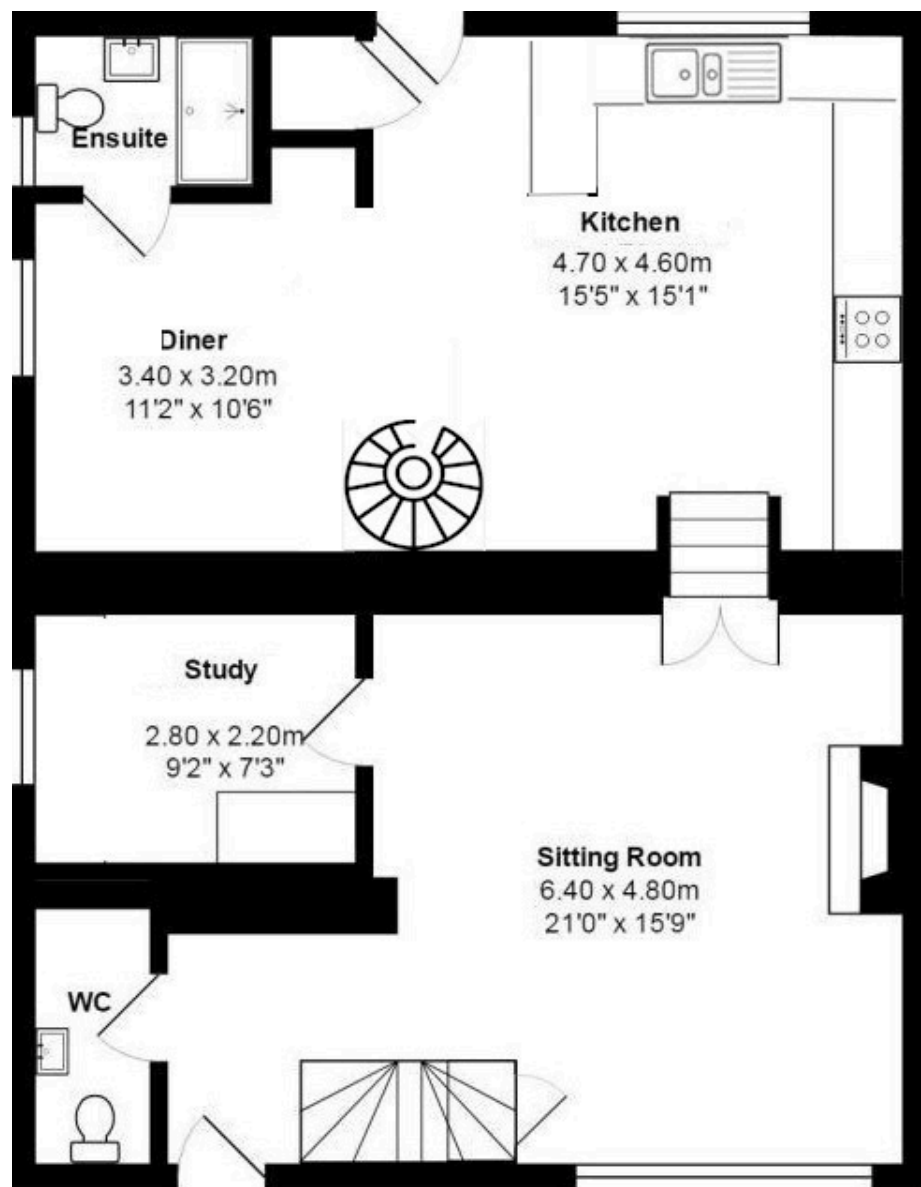 Ensuite
Kitchen
4.70 x 4.60m
15'5" x 15'1"
Diner
3.40 x 3.20m
11'2" x 10'6"
Study
2.80 x 2.20m
9'2" x 7'3"
Sitting Room
6.40 x 4.80m
21'0" x 15'9"
WC